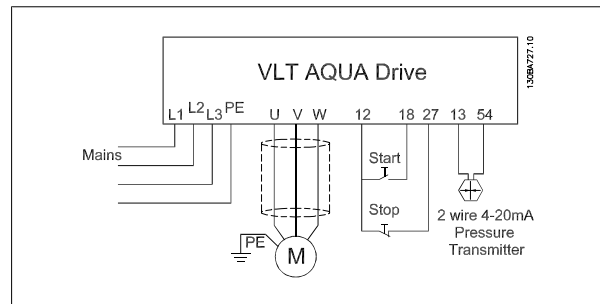 VLT AQUA Drive
130BA727.10
L1 L2 L3 PE U V W 12 18 27 13 54
Mains
Start
Stop
PE
M
2 wire 4-20mA
Pressure
Transmitter